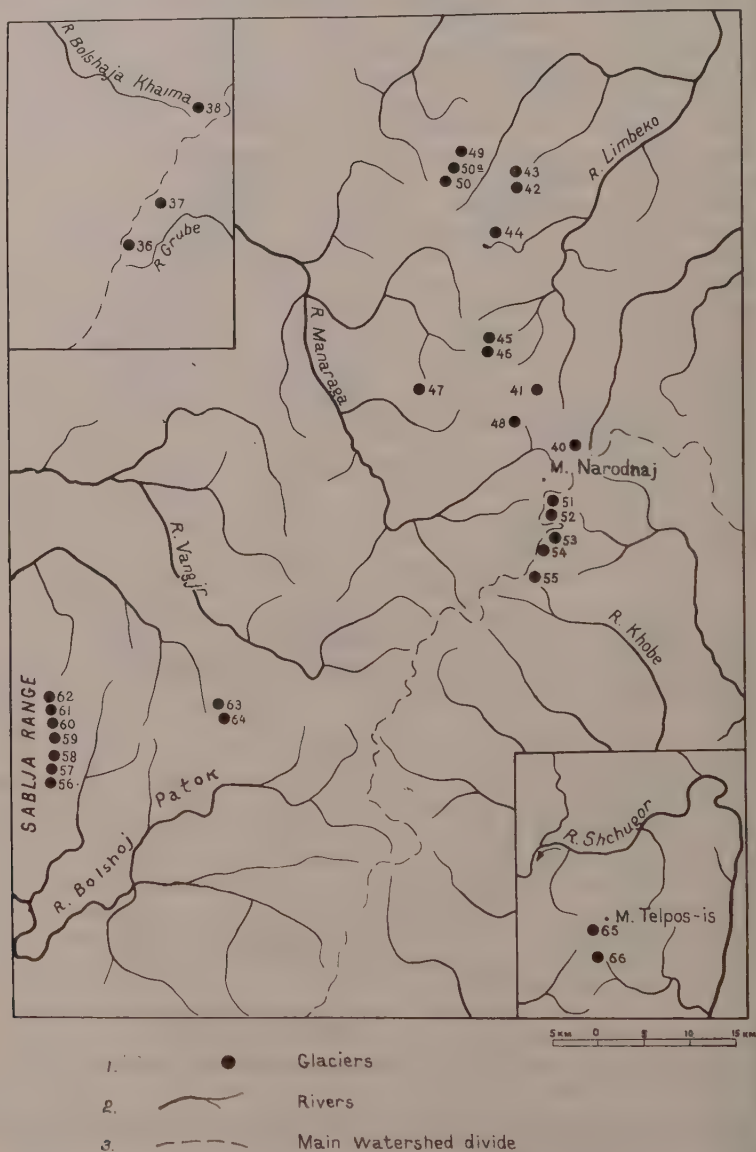 R Bolshaja Khaima
38
37
36
R Grube
49
50a
50
43
42
44
R. Limbeko
R Manaraga
45
46
47
41
48
40
M. Narodnaj
51
52
53
54
55
R. Vangjr
R. Khobe
SABLJA RANGE
62
61
60
59
58
57
56
63
64
R. Bolshoj Patok
R. Shchugor
M. Telpos-is
65
66
5 KM 0 5 10 15 KM
1. Glaciers
2. Rivers
3. Main watershed divide